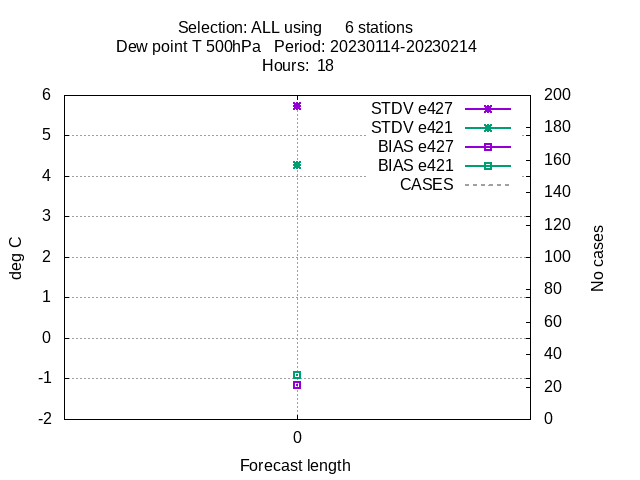 Selection: ALL using     6 stations
Dew point T 500hPa   Period: 20230114-20230214
Hours: 18
6
5
4
3
2
1
0
-1
-2
deg C
STDV e427
STDV e421
BIAS e427
BIAS e421
CASES
200
180
160
140
120
100
80
60
40
20
0
No cases
0
Forecast length